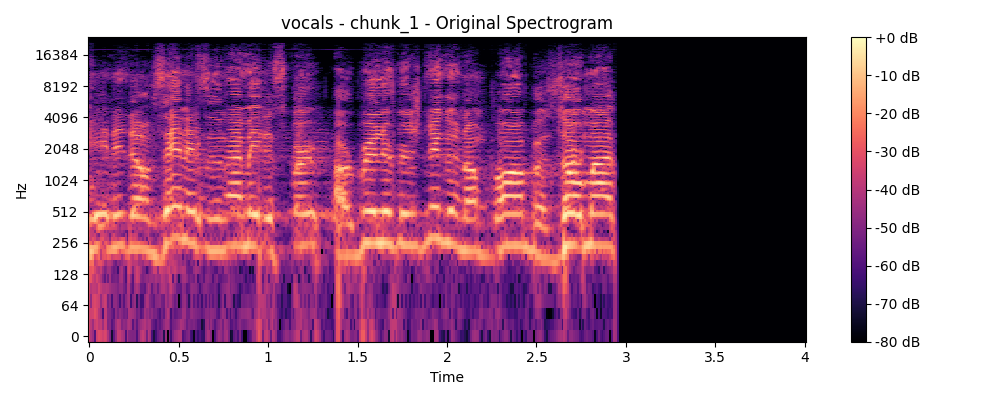 vocals - chunk_1 - Original Spectrogram
16384
8192
4096
2048
1024
512
256
128
64
0
Hz
0 0.5 1 1.5 2 2.5 3 3.5 4
Time
+0 dB
-10 dB
-20 dB
-30 dB
-40 dB
-50 dB
-60 dB
-70 dB
-80 dB